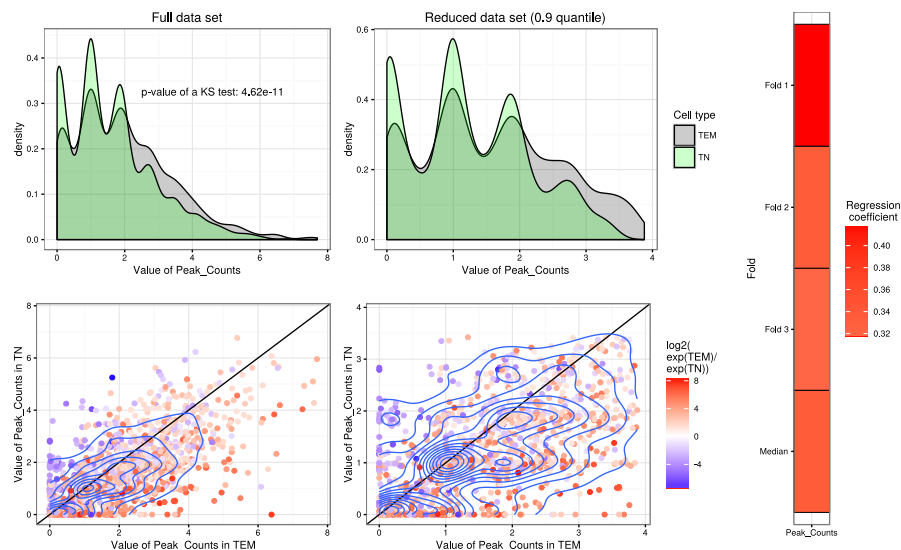 Full data set
Reduced data set (0.9 quantile)
density
0.4
0.3
0.2
0.1
0.0
p-value of a KS test: 4.62e-11
0 2 4 6 8
Value of Peak_Counts
density
0.6
0.4
0.2
0.0
0 1 2 3 4
Value of Peak_Counts
Cell type
TEM
TN
Value of Peak_Counts in TN
8
6
4
2
0
0 2 4 6 8
Value of Peak_Counts in TEM
Value of Peak_Counts in TN
4
3
2
1
0
0 1 2 3 4
Value of Peak_Counts in TEM
log2(
exp(TEM)/
exp(TN))
8
4
0
-4
Fold
Fold 1
Fold 2
Fold 3
Median
Peak_Counts
Regression
coefficient
0.40
0.38
0.36
0.34
0.32